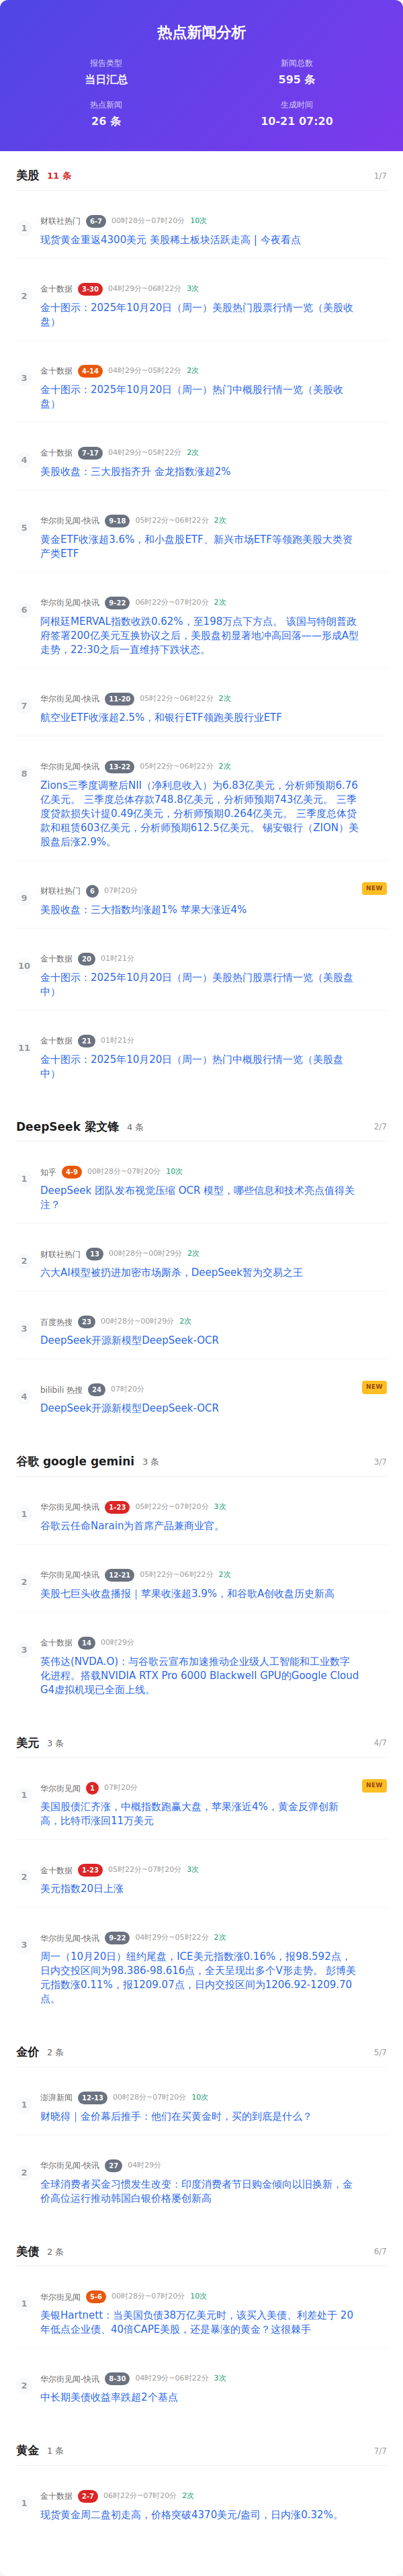 热点新闻分析
报告类型
新闻总数
当日汇总
595 条
热点新闻
生成时间
26 条
10-21 07:20
美股 11 条 1/7
1 财联社热门 6-7 00时28分~07时20分 10次
现货黄金重返4300美元 美股稀土板块活跃走高 | 今夜看点
2 金十数据 3-30 04时29分~06时22分 3次
金十图示：2025年10月20日（周一）美股热门股票行情一览（美股收
盘）
3 金十数据 4-14 04时29分~05时22分 2次
金十图示：2025年10月20日（周一）热门中概股行情一览（美股收
盘）
4 金十数据 7-17 04时29分~05时22分 2次
美股收盘：三大股指齐升 金龙指数涨超2%
5 华尔街见闻-快讯 9-18 05时22分~06时22分 2次
黄金ETF收涨超3.6%，和小盘股ETF、新兴市场ETF等领跑美股大类资
产类ETF
6 华尔街见闻-快讯 9-22 06时22分~07时20分 2次
阿根廷MERVAL指数收跌0.62%，至198万点下方点。 该国与特朗普政
府签署200亿美元互换协议之后，美股盘初显著地冲高回落——形成A型
走势，22:30之后一直维持下跌状态。
7 华尔街见闻-快讯 11-20 05时22分~06时22分 2次
航空业ETF收涨超2.5%，和银行ETF领跑美股行业ETF
8 华尔街见闻-快讯 13-22 05时22分~06时22分 2次
Zions三季度调整后NII（净利息收入）为6.83亿美元，分析师预期6.76
亿美元。 三季度总体存款748.8亿美元，分析师预期743亿美元。 三季
度贷款损失计提0.49亿美元，分析师预期0.264亿美元。 三季度总体贷
款和租赁603亿美元，分析师预期612.5亿美元。 锡安银行（ZION）美
股盘后涨2.9%。
9 财联社热门 6 07时20分 NEW
美股收盘：三大指数均涨超1% 苹果大涨近4%
10 金十数据 20 01时21分
金十图示：2025年10月20日（周一）美股热门股票行情一览（美股盘
中）
11 金十数据 21 01时21分
金十图示：2025年10月20日（周一）热门中概股行情一览（美股盘
中）
DeepSeek 梁文锋 4 条 2/7
1 知乎 4-9 00时28分~07时20分 10次
DeepSeek 团队发布视觉压缩 OCR 模型，哪些信息和技术亮点值得关
注？
2 财联社热门 13 00时28分~00时29分 2次
六大AI模型被扔进加密市场厮杀，DeepSeek暂为交易之王
3 百度热搜 23 00时28分~00时29分 2次
DeepSeek开源新模型DeepSeek-OCR
4 bilibili 热搜 24 07时20分 NEW
DeepSeek开源新模型DeepSeek-OCR
谷歌 google gemini 3 条 3/7
1 华尔街见闻-快讯 1-23 05时22分~07时20分 3次
谷歌云任命Narain为首席产品兼商业官。
2 华尔街见闻-快讯 12-21 05时22分~06时22分 2次
美股七巨头收盘播报｜苹果收涨超3.9%，和谷歌A创收盘历史新高
3 金十数据 14 00时29分
英伟达(NVDA.O)：与谷歌云宣布加速推动企业级人工智能和工业数字
化进程。搭载NVIDIA RTX Pro 6000 Blackwell GPU的Google Cloud
G4虚拟机现已全面上线。
美元 3 条 4/7
1 华尔街见闻 1 07时20分 NEW
美国股债汇齐涨，中概指数跑赢大盘，苹果涨近4%，黄金反弹创新
高，比特币涨回11万美元
2 金十数据 1-23 05时22分~07时20分 3次
美元指数20日上涨
3 华尔街见闻-快讯 9-22 04时29分~05时22分 2次
周一（10月20日）纽约尾盘，ICE美元指数涨0.16%，报98.592点，
日内交投区间为98.386-98.616点，全天呈现出多个V形走势。 彭博美
元指数涨0.11%，报1209.07点，日内交投区间为1206.92-1209.70
点。
金价 2 条 5/7
1 澎湃新闻 12-13 00时28分~07时20分 10次
财晓得｜金价幕后推手：他们在买黄金时，买的到底是什么？
2 华尔街见闻-快讯 27 04时29分
全球消费者买金习惯发生改变：印度消费者节日购金倾向以旧换新，金
价高位运行推动韩国白银价格屡创新高
美债 2 条 6/7
1 华尔街见闻 5-6 00时28分~07时20分 10次
美银Hartnett：当美国负债38万亿美元时，该买入美债、利差处于 20
年低点企业债、40倍CAPE美股，还是暴涨的黄金？这很棘手
2 华尔街见闻-快讯 8-30 04时29分~06时22分 3次
中长期美债收益率跌超2个基点
黄金 1 条 7/7
1 金十数据 2-7 06时22分~07时20分 2次
现货黄金周二盘初走高，价格突破4370美元/盎司，日内涨0.32%。